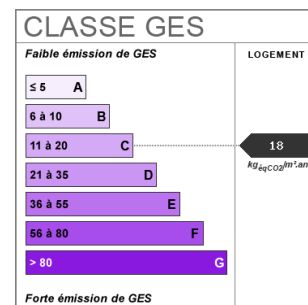 CLASSE GES
Faible émission de GES
LOGEMENT
≤ 5 A
6 à 10 B
11 à 20 C
18
kgéqCO2/m².an
21 à 35 D
36 à 55 E
56 à 80 F
> 80 G
Forte émission de GES